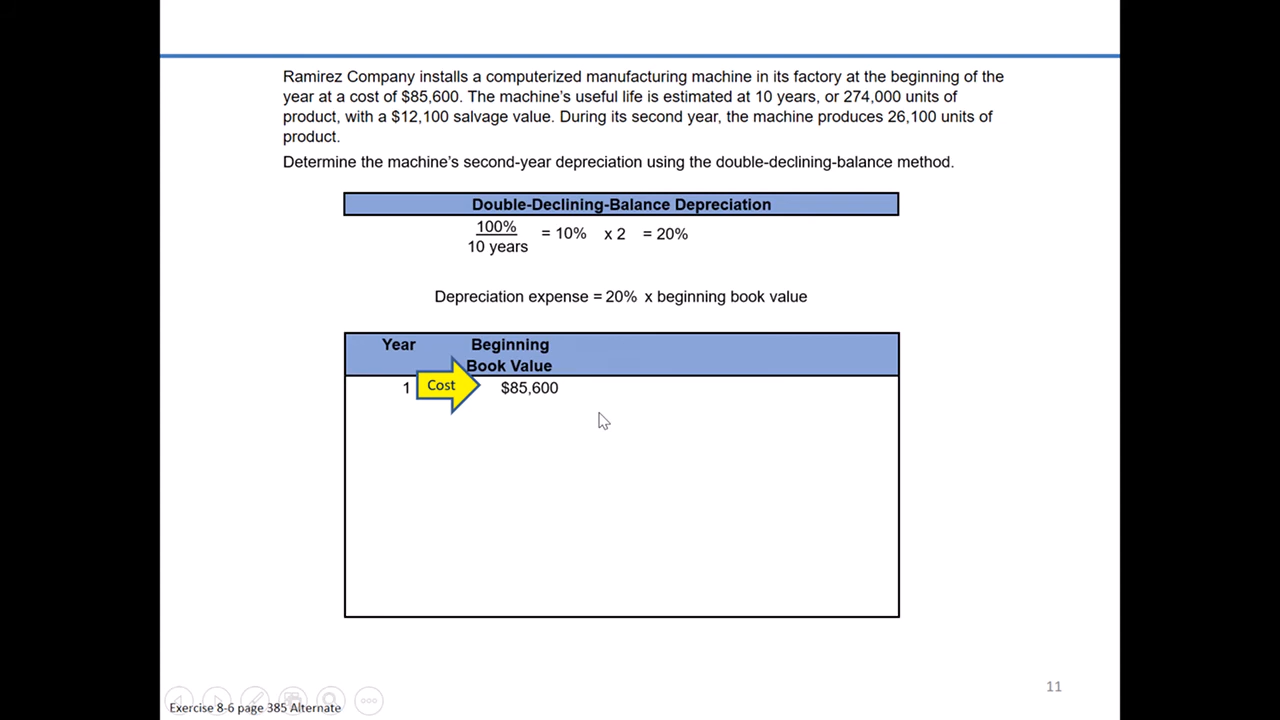 Ramirez Company installs a computerized manufacturing machine in its factory at the beginning of the
year at a cost of $85,600. The machine's useful life is estimated at 10 years, or 274,000 units of
product, with a $12,100 salvage value. During its second year, the machine produces 26,100 units of
product.
Determine the machine's second-year depreciation using the double-declining-balance method.
Double-Declining-Balance Depreciation
100%
10 years
= 10% x 2 = 20%
Depreciation expense = 20% x beginning book value
Year Beginning
Book Value
1 Cost $85,600
11
Exercise 8-6 page 385 Alternate